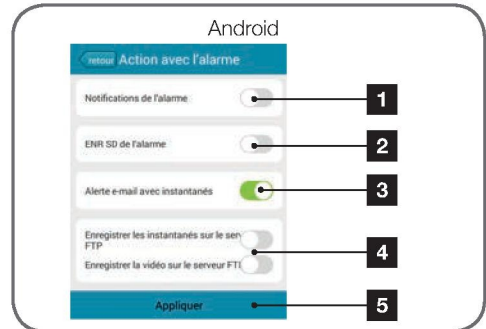 Android
retour Action avec l'alarme
Notifications de l'alarme
1
ENR SD de l'alarme
2
Alerte e-mail avec instantanés
3
Enregistrer les instantanés sur le ser
FTP
4
Enregistrer la vidéo sur le serveur FT
Appliquer
5